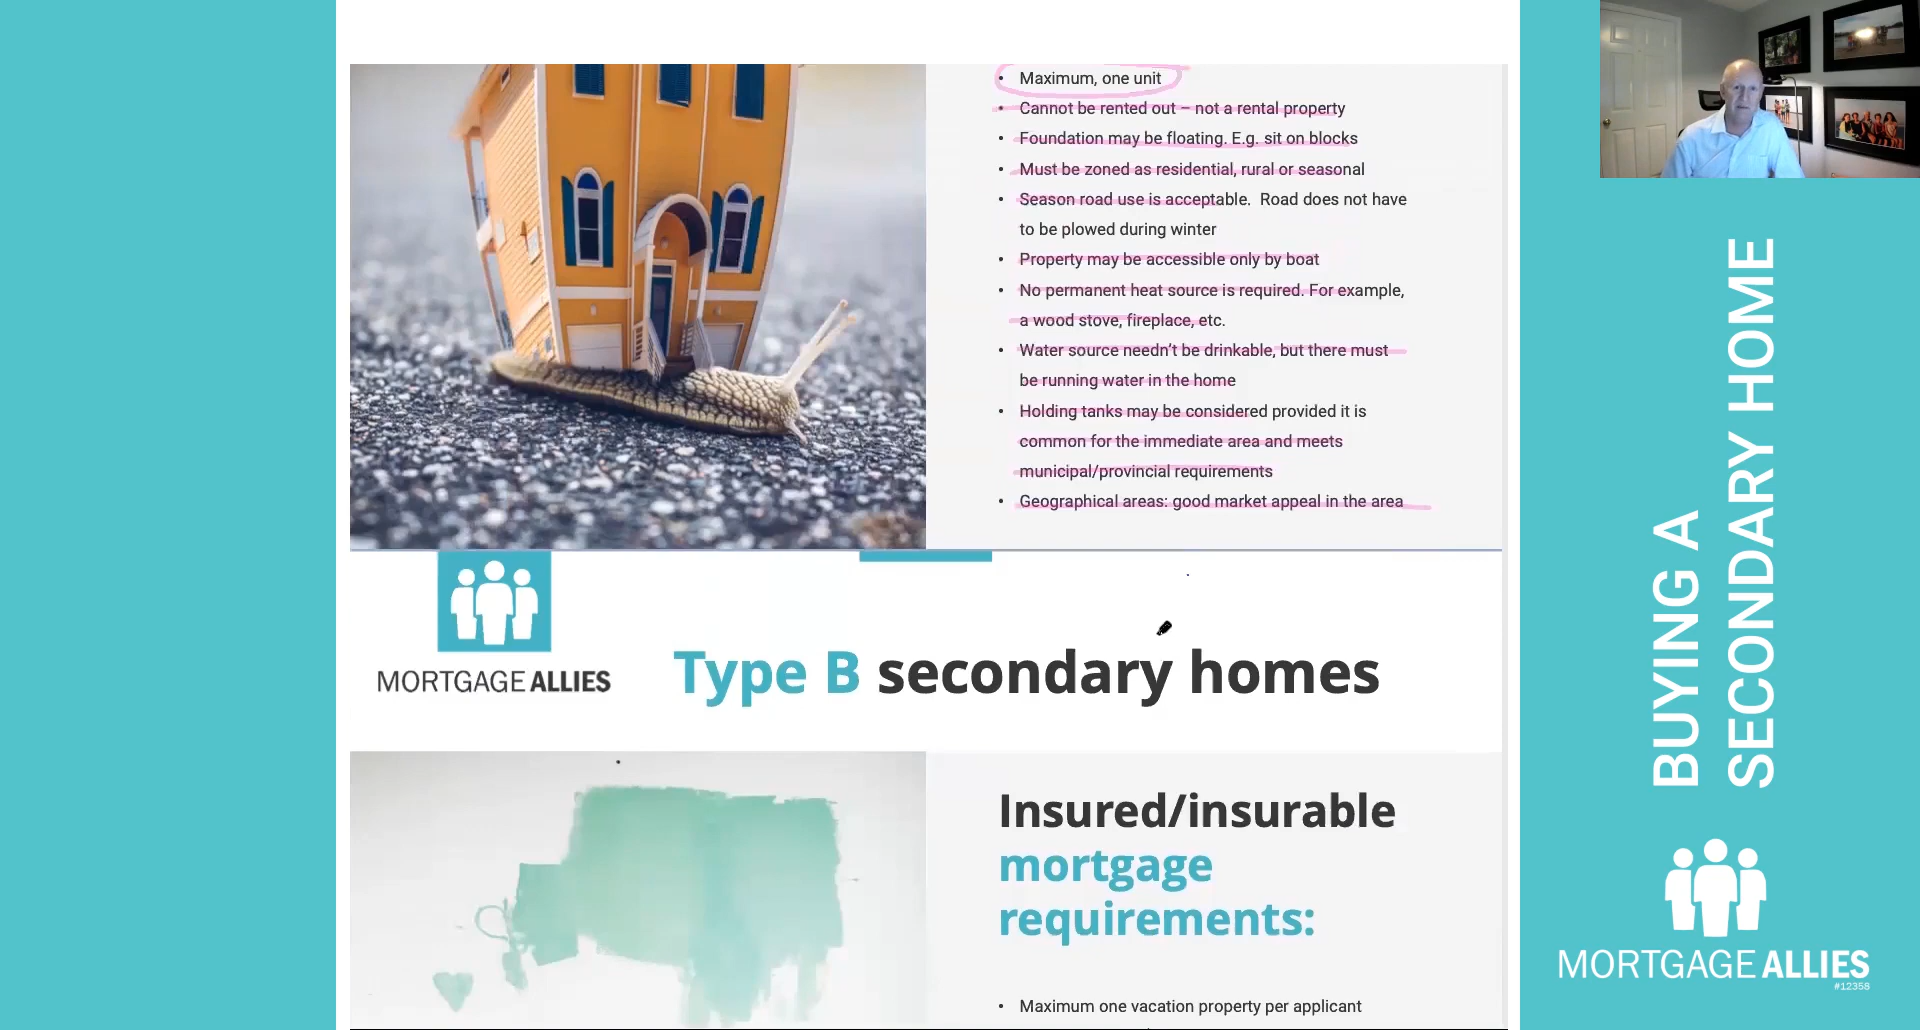 • Maximum, one unit
• Cannot be rented out – not a rental property
• Foundation may be floating. E.g. sit on blocks
• Must be zoned as residential, rural or seasonal
• Season road use is acceptable.  Road does not have
to be plowed during winter
• Property may be accessible only by boat
• No permanent heat source is required. For example,
a wood stove, fireplace, etc.
• Water source needn’t be drinkable, but there must
be running water in the home
• Holding tanks may be considered provided it is
common for the immediate area and meets
municipal/provincial requirements
• Geographical areas: good market appeal in the area
MORTGAGE ALLIES
Type B secondary homes
Insured/insurable
mortgage
requirements:
• Maximum one vacation property per applicant
BUYING A
SECONDARY HOME
MORTGAGE ALLIES
#12358